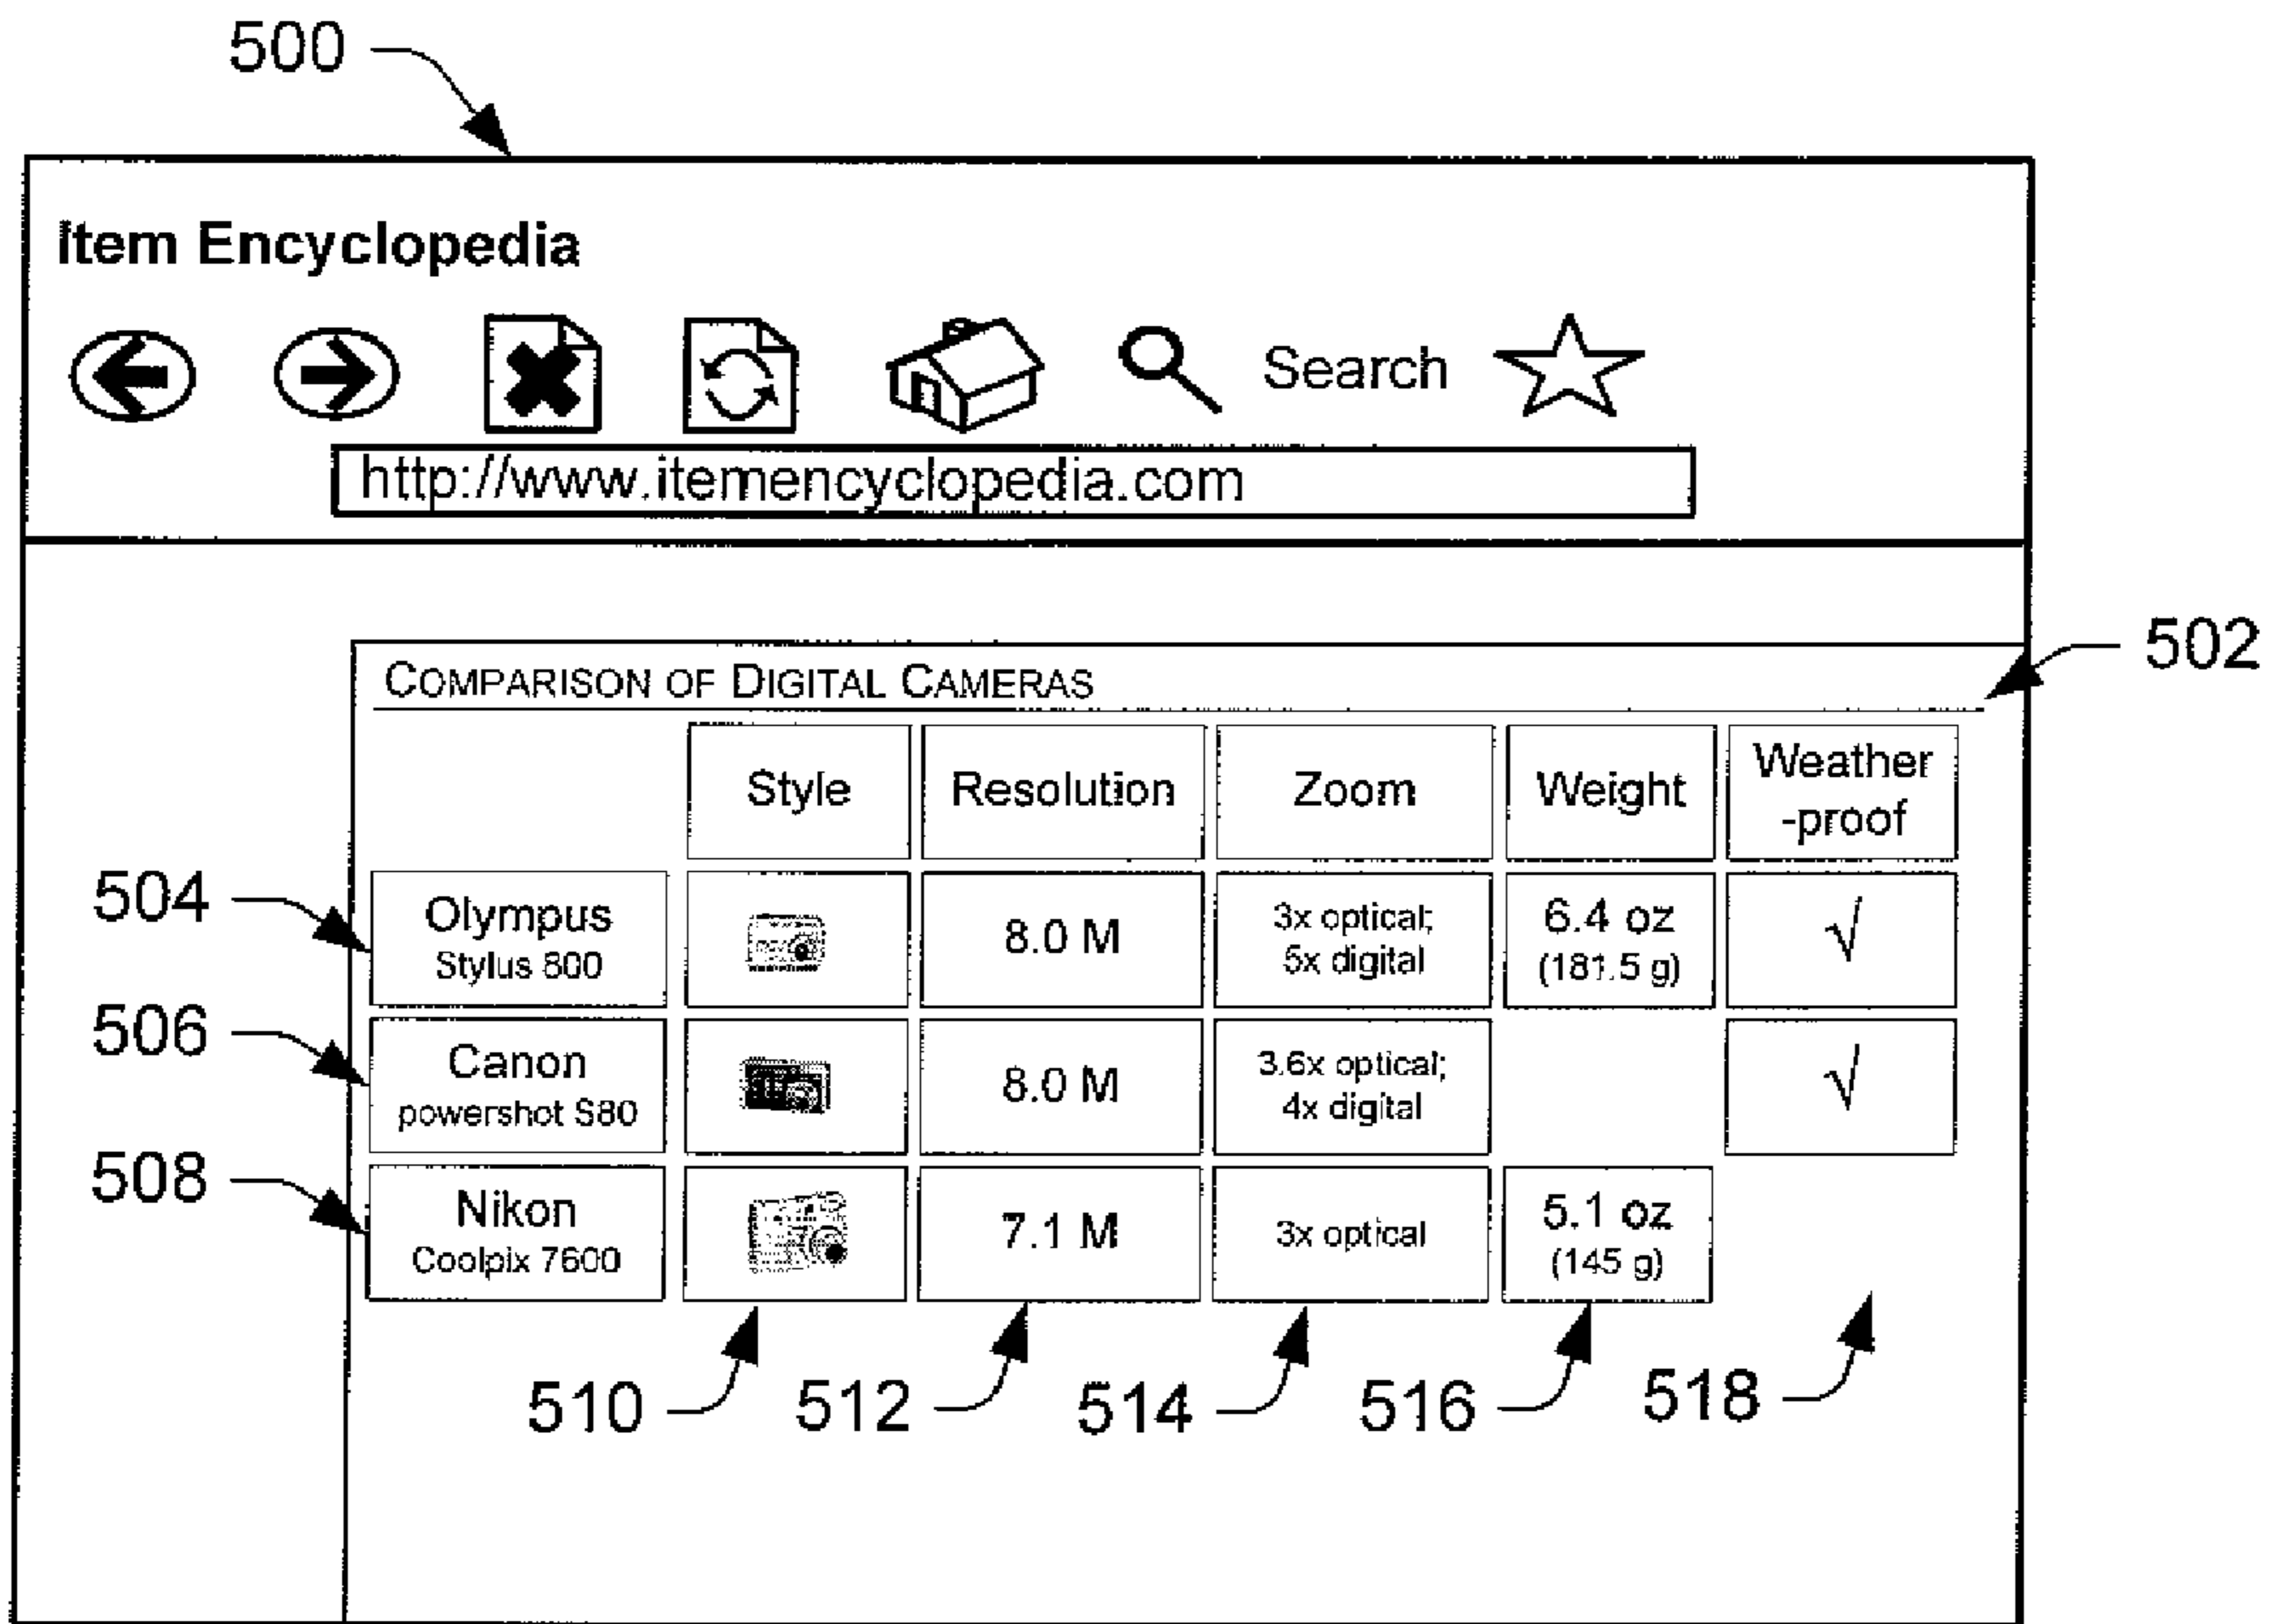 500
Item Encyclopedia
Search
http://www.itemencyclopedia.com
502
COMPARISON OF DIGITAL CAMERAS
Style Resolution Zoom Weight Weather
-proof
504
Olympus
Stylus 800
8.0 M
3x optical;
5x digital
6.4 oz
(181.5 g)
√
506
Canon
powershot S80
8.0 M
3.6x optical;
4x digital
√
508
Nikon
Coolpix 7600
7.1 M
3x optical
5.1 oz
(145 g)
510 512 514 516 518